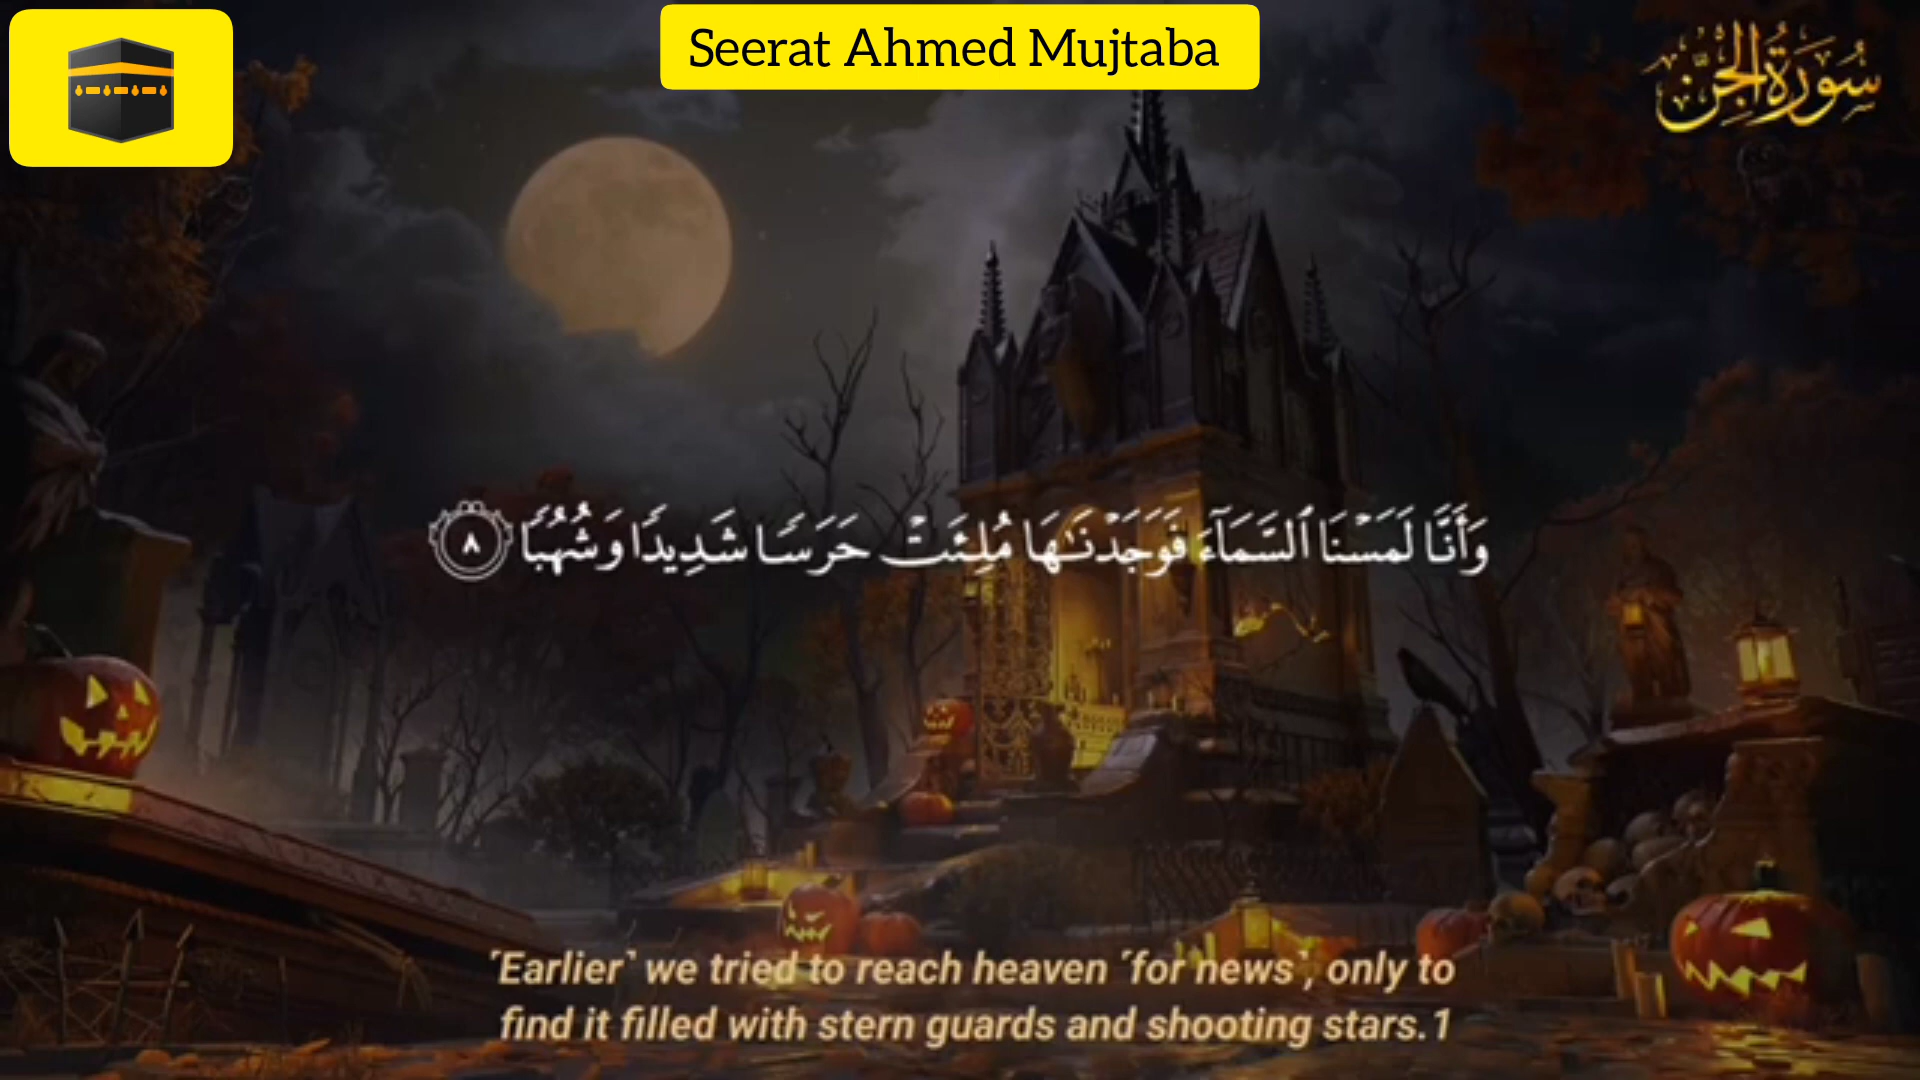 Seerat Ahmed Mujtaba
سُورَةُ الجِنّ
وَأَنَّا لَمَسْنَا ٱلسَّمَآءَ فَوَجَدْنَـٰهَا مُلِئَتْ حَرَسًا شَدِيدًا وَشُهُبًا ٨
˹Earlier˺ we tried to reach heaven ˹for news˺, only to
find it filled with stern guards and shooting stars.1